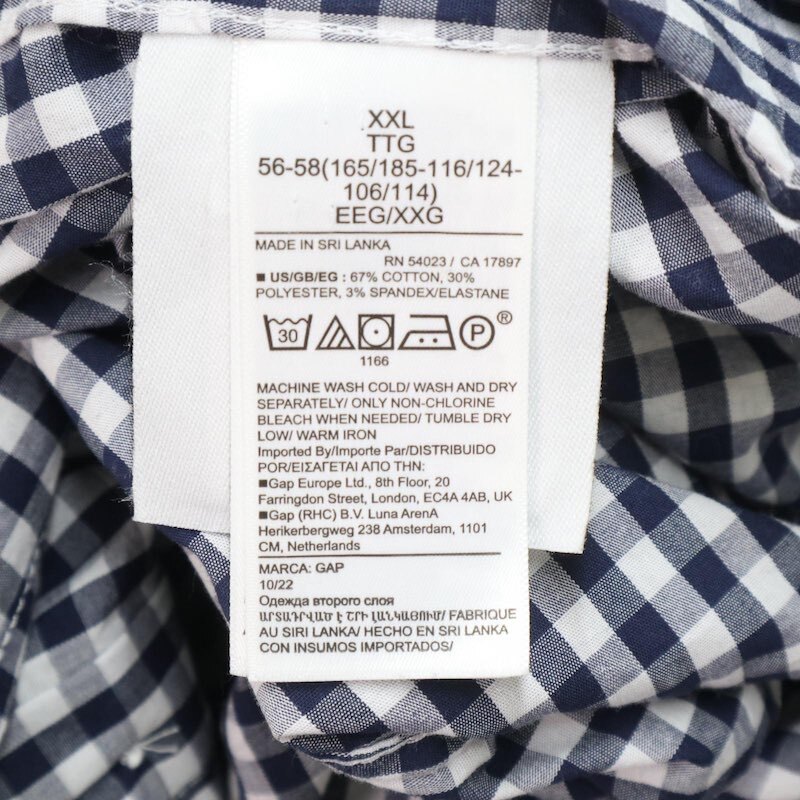 XXL
TTG
56-58(165/185-116/124-
106/114)
EEG/XXG
MADE IN SRI LANKA
RN 54023 / CA 17897
■ US/GB/EG : 67% COTTON, 30%
POLYESTER, 3% SPANDEX/ELASTANE
30 P ®
1166
MACHINE WASH COLD/ WASH AND DRY
SEPARATELY/ ONLY NON-CHLORINE
BLEACH WHEN NEEDED/ TUMBLE DRY
LOW/ WARM IRON
Imported By/Importe Par/DISTRIBUIDO
POR/ΕΙΣΑΓΕΤΑΙ ΑΠΟ ΤΗΝ:
■Gap Europe Ltd., 8th Floor, 20
Farringdon Street, London, EC4A 4AB, UK
■Gap (RHC) B.V. Luna ArenA
Herikerbergweg 238 Amsterdam, 1101
CM, Netherlands
MARCA: GAP
10/22
Одежда второго слоя
ԱՐՏԱԴՐՎԱԾ Է ՇՐԻ ԼԱՆԿԱՅՈՒՄ/ FABRIQUE
AU SIRI LANKA/ HECHO EN SRI LANKA
CON INSUMOS IMPORTADOS/